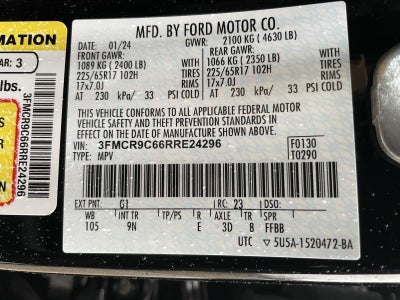 MFD. BY FORD MOTOR CO.
01/24 GVWR: 2100 KG ( 4630 LB)
FRONT GAWR: REAR GAWR:
1089 KG ( 2400 LB) 1066 KG ( 2350 LB)
225/65R17 102H TIRES 225/65R17 102H TIRES
17x7.0J RIMS 17x7.0J RIMS
AT 230 kPa/ 33 PSI COLD AT 230 kPa/ 33 PSI COLD
THIS VEHICLE CONFORMS TO ALL APPLICABLE FEDERAL MOTOR
VEHICLE SAFETY AND THEFT PREVENTION STANDARDS IN
EFFECT ON THE DATE OF MANUFACTURE SHOWN ABOVE.
VIN: 3FMCR9C66RRE24296 F0130
TYPE: MPV T0290
EXT PNT: G1 RC: 23 DSO:
WB INT TR TP/PS R AXLE TR SPR
105 9N E 3D 8 FFBB
UTC 5U5A-1520472-BA
MATION
AR: 3
lbs.
3FMCR9C66RRE24296